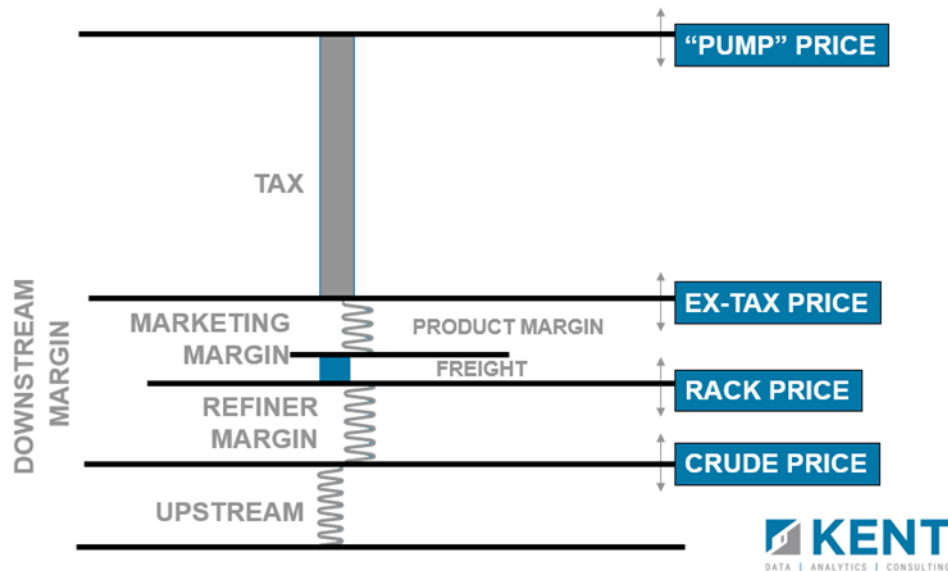 “PUMP” PRICE
TAX
EX-TAX PRICE
MARKETING
MARGIN
PRODUCT MARGIN
FREIGHT
RACK PRICE
DOWNSTREAM
MARGIN
REFINER
MARGIN
CRUDE PRICE
UPSTREAM
KENT
DATA | ANALYTICS | CONSULTING